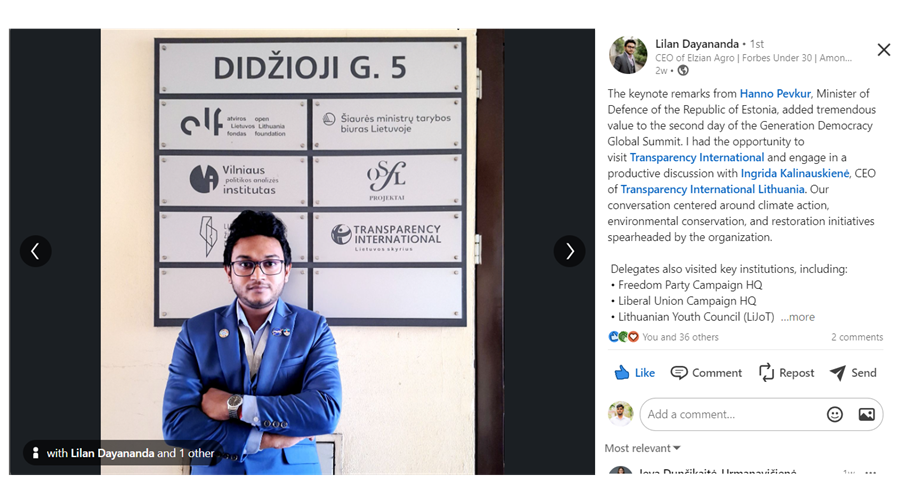 DIDŽIOJI G. 5
olf atviros Lietuvos fondas open Lithuania foundation
Šiaurės ministrų tarybos
biuras Lietuvoje
Vilniaus
politikos analizės
institutas
OSFL
PROJEKTAI
TRANSPARENCY
INTERNATIONAL
Lietuvos skyrius
with Lilan Dayananda and 1 other
Lilan Dayananda • 1st
CEO of Elzian Agro | Forbes Under 30 | Amon...
2w •
The keynote remarks from Hanno Pevkur, Minister of
Defence of the Republic of Estonia, added tremendous
value to the second day of the Generation Democracy
Global Summit. I had the opportunity to
visit Transparency International and engage in a
productive discussion with Ingrida Kalinauskienė, CEO
of Transparency International Lithuania. Our
conversation centered around climate action,
environmental conservation, and restoration initiatives
spearheaded by the organization.
Delegates also visited key institutions, including:
• Freedom Party Campaign HQ
• Liberal Union Campaign HQ
• Lithuanian Youth Council (LiJoT) ...more
You and 36 others 2 comments
Like Comment Repost Send
Add a comment...
Most relevant
Ieva Dunčikaitė-Urmanavičienė 1w